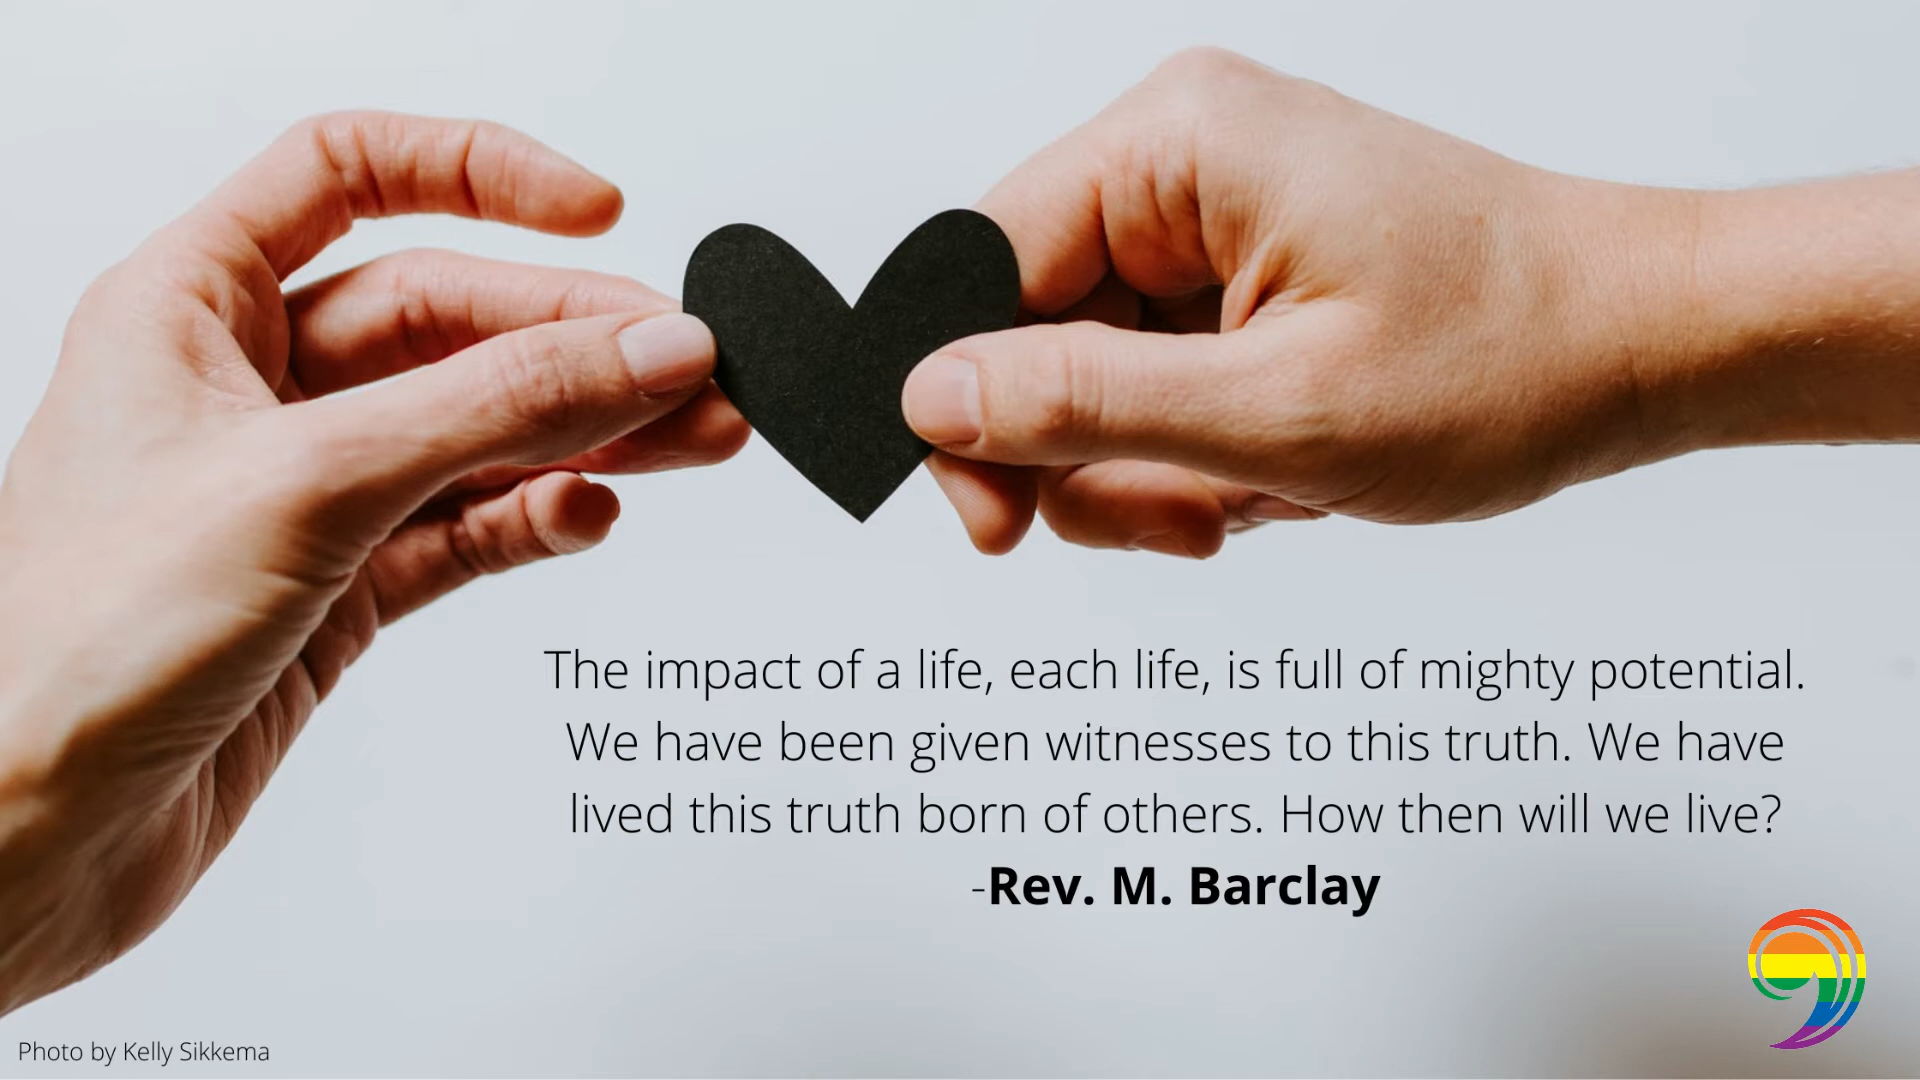 The impact of a life, each life, is full of mighty potential.
We have been given witnesses to this truth. We have
lived this truth born of others. How then will we live?
-Rev. M. Barclay
Photo by Kelly Sikkema